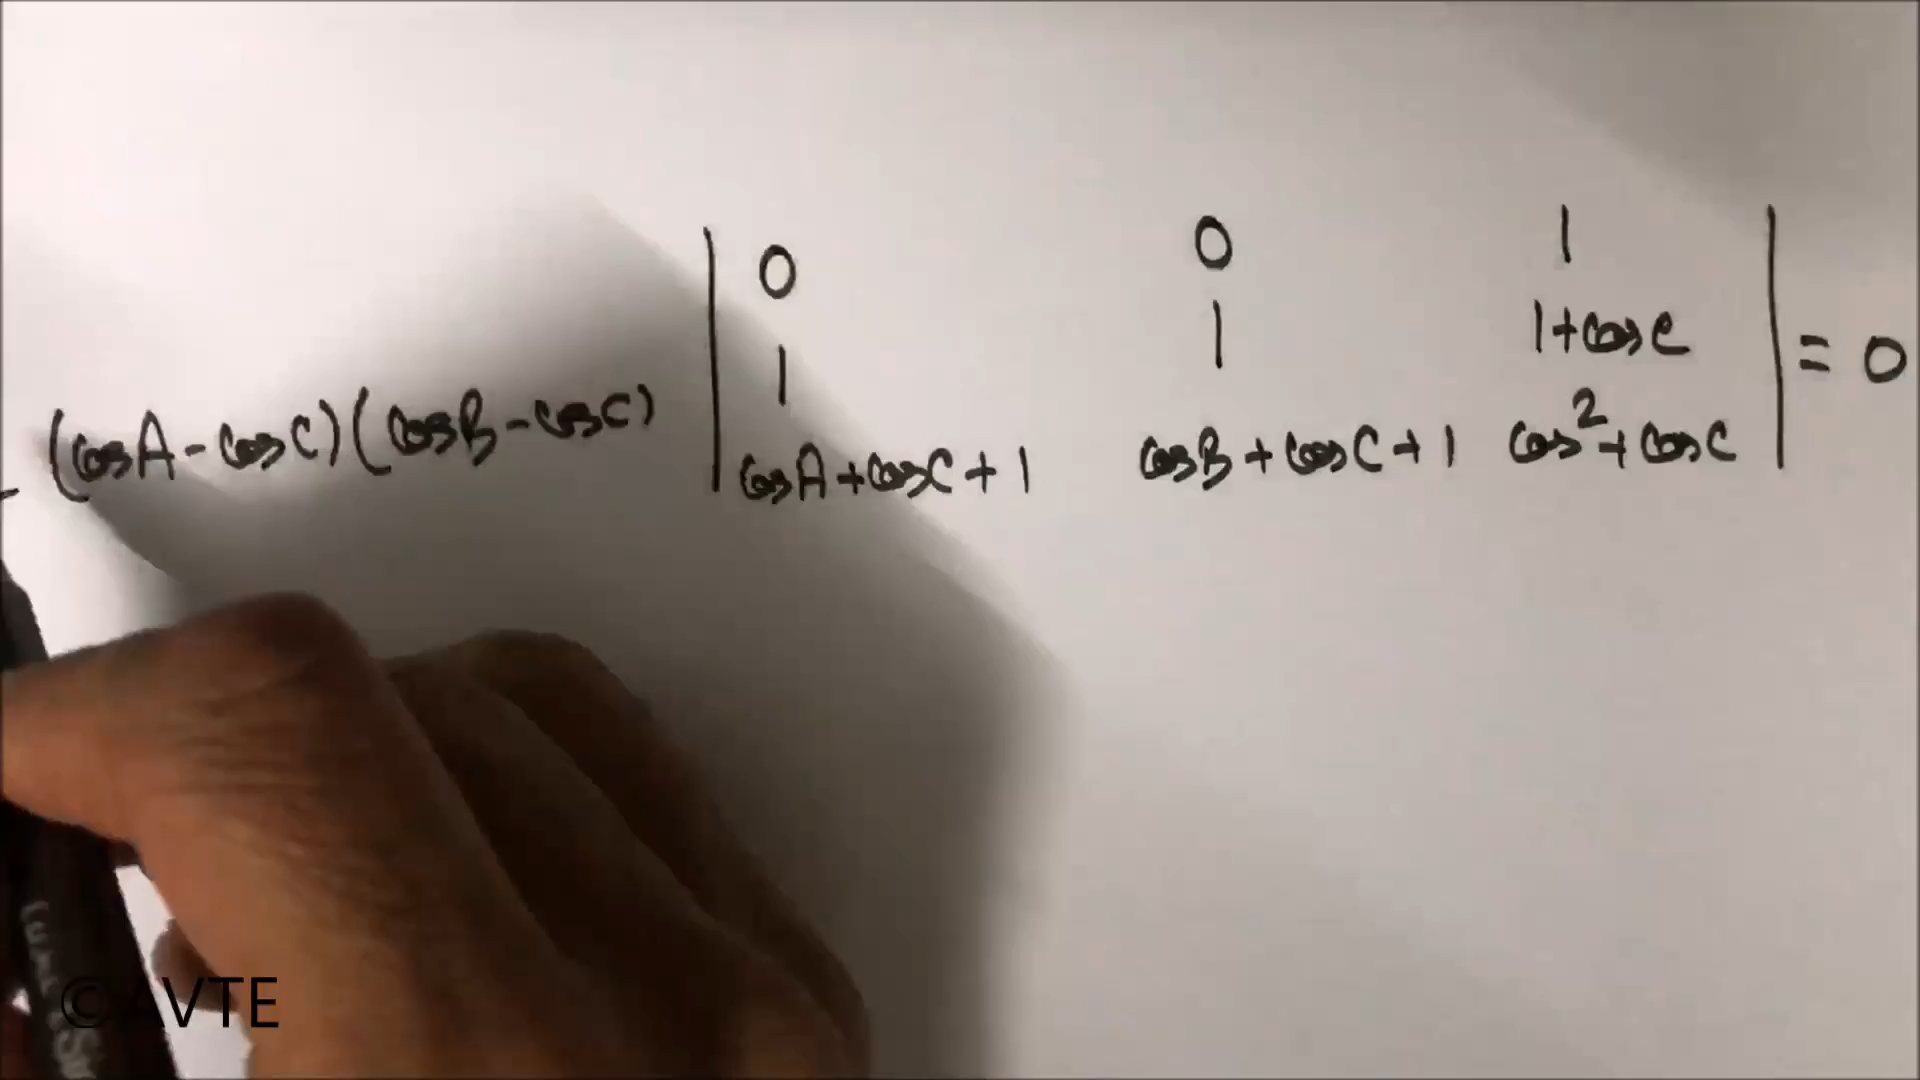 0 0 1
1 1 1+cosC = 0
(cosA-cosC)(cosB-cosC)
cosA+cosC+1 cosB+cosC+1 cos²+cosC
©AVTE